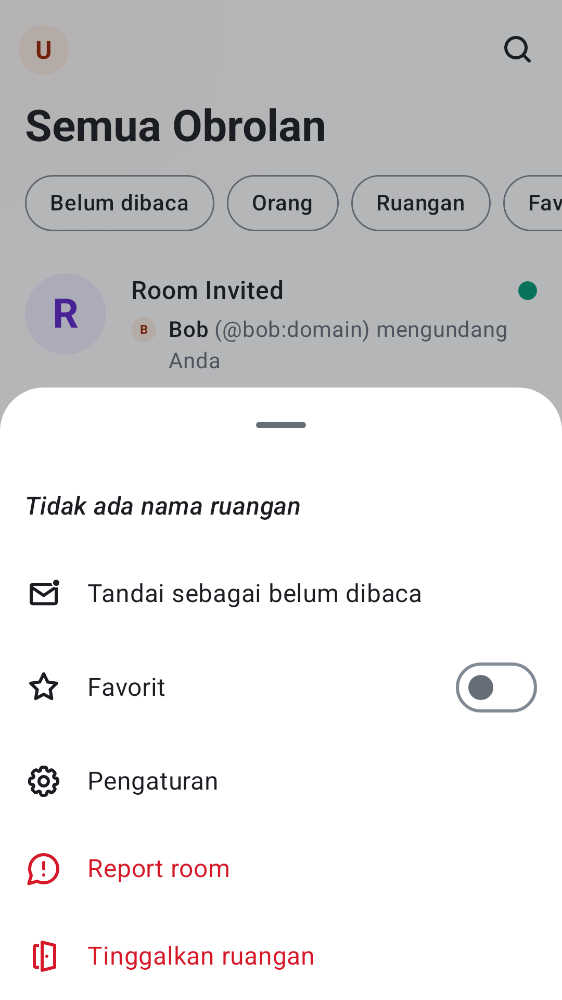 U
Semua Obrolan
Belum dibaca
Orang
Ruangan
Fav
R
Room Invited
B
Bob (@bob:domain) mengundang
Anda
Tidak ada nama ruangan
Tandai sebagai belum dibaca
Favorit
Pengaturan
Report room
Tinggalkan ruangan